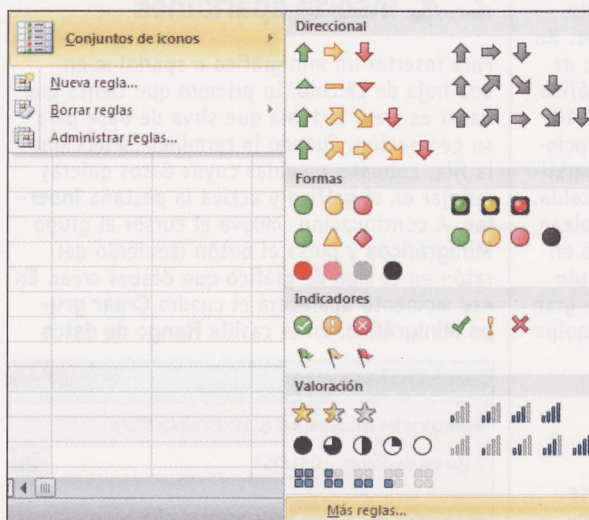 Conjuntos de iconos
Nueva regla...
Borrar reglas
Administrar reglas...
Direccional
Formas
Indicadores
Valoración
Más reglas...